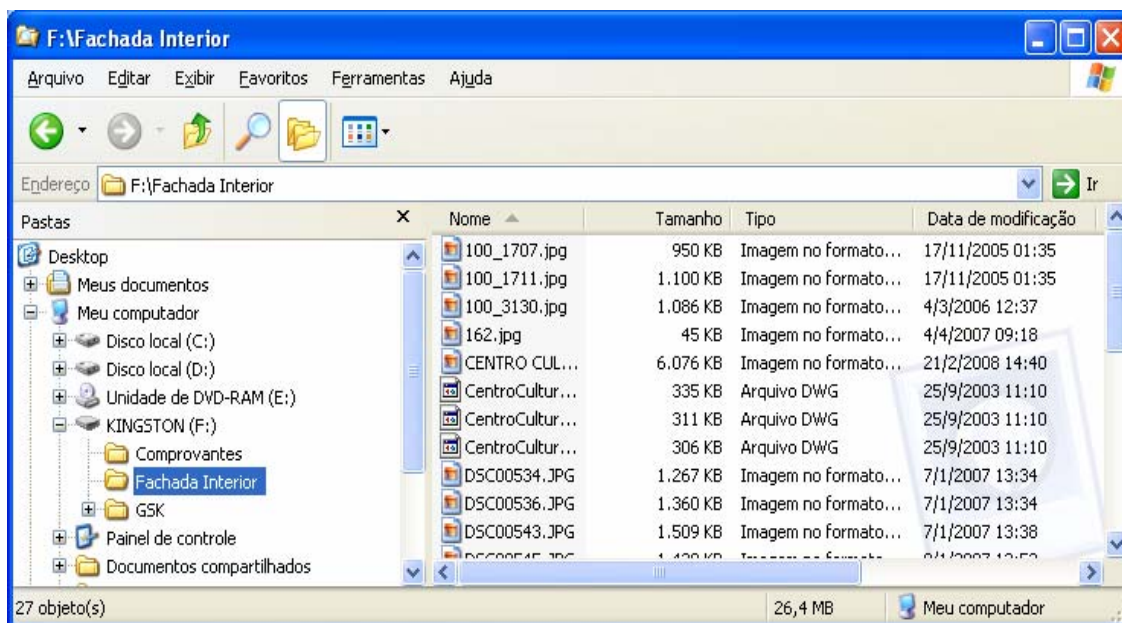 F:\Fachada Interior
Arquivo Editar Exibir Favoritos Ferramentas Ajuda
Endereço F:\Fachada Interior Ir
Pastas
Desktop
Meus documentos
Meu computador
Disco local (C:)
Disco local (D:)
Unidade de DVD-RAM (E:)
KINGSTON (F:)
Comprovantes
Fachada Interior
GSK
Painel de controle
Documentos compartilhados
Nome Tamanho Tipo Data de modificação
100_1707.jpg 950 KB Imagem no formato... 17/11/2005 01:35
100_1711.jpg 1.100 KB Imagem no formato... 17/11/2005 01:35
100_3130.jpg 1.086 KB Imagem no formato... 4/3/2006 12:37
162.jpg 45 KB Imagem no formato... 4/4/2007 09:18
CENTRO CUL... 6.076 KB Imagem no formato... 21/2/2008 14:40
CentroCultur... 335 KB Arquivo DWG 25/9/2003 11:10
CentroCultur... 311 KB Arquivo DWG 25/9/2003 11:10
CentroCultur... 306 KB Arquivo DWG 25/9/2003 11:10
DSC00534.JPG 1.267 KB Imagem no formato... 7/1/2007 13:34
DSC00536.JPG 1.360 KB Imagem no formato... 7/1/2007 13:34
DSC00543.JPG 1.509 KB Imagem no formato... 7/1/2007 13:38
27 objeto(s) 26,4 MB Meu computador